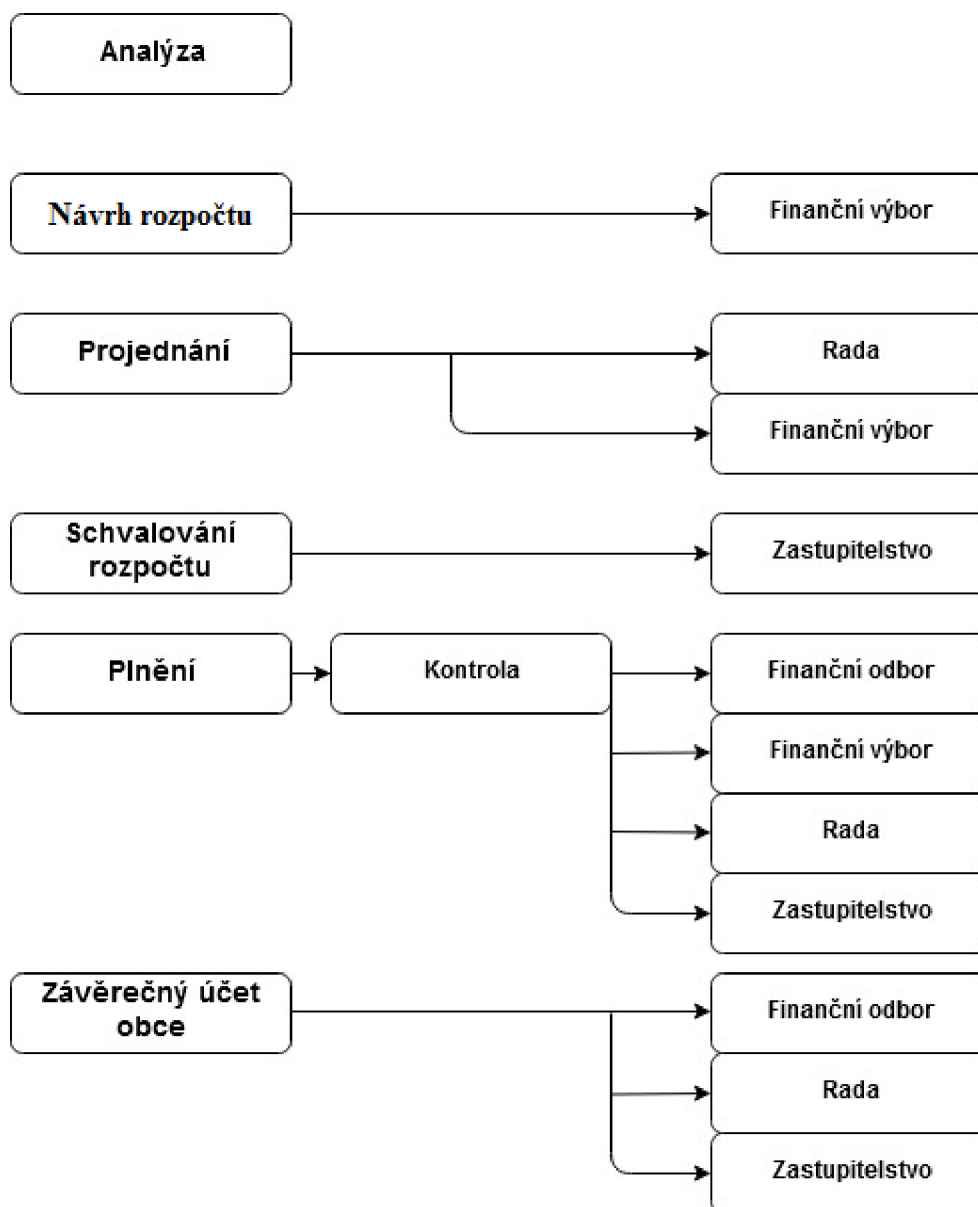 Analýza
Návrh rozpočtu
Finanční výbor
Projednání
Rada
Finanční výbor
Schvalování
rozpočtu
Zastupitelstvo
Plnění
Kontrola
Finanční odbor
Finanční výbor
Rada
Zastupitelstvo
Závěrečný účet
obce
Finanční odbor
Rada
Zastupitelstvo